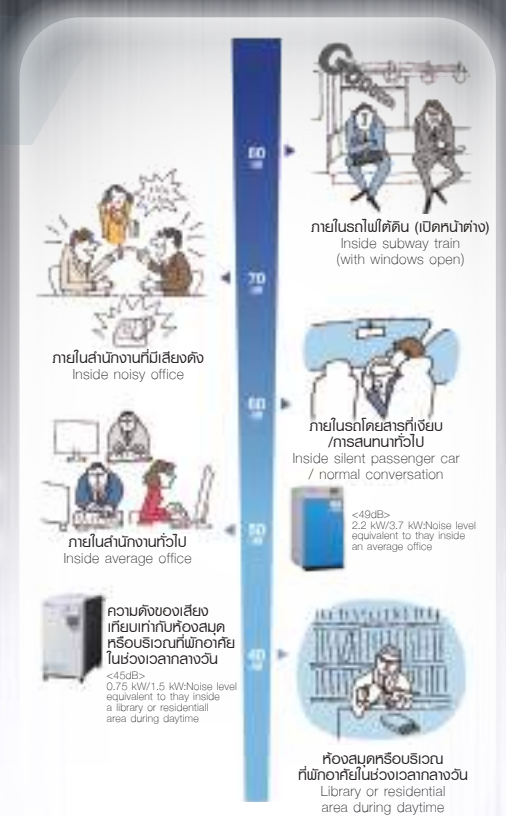 80
dB
ภายในรถไฟใต้ดิน (เปิดหน้าต่าง)
Inside subway train
(with windows open)
70
dB
ภายในสำนักงานที่มีเสียงดัง
Inside noisy office
60
dB
ภายในรถโดยสารที่เงียบ
/การสนทนาทั่วไป
Inside silent passenger car
/ normal conversation
<49dB>
2.2 kW/3.7 kW:Noise level
equivalent to thay inside
an average office
50
dB
ภายในสำนักงานทั่วไป
Inside average office
ความดังของเสียง
เทียบเท่ากับห้องสมุด
หรือบริเวณที่พักอาศัย
ในช่วงเวลากลางวัน
<45dB>
0.75 kW/1.5 kW:Noise level
equivalent to thay inside
a library or residentiall
area during daytime
40
dB
ห้องสมุดหรือบริเวณ
ที่พักอาศัยในช่วงเวลากลางวัน
Library or residential
area during daytime